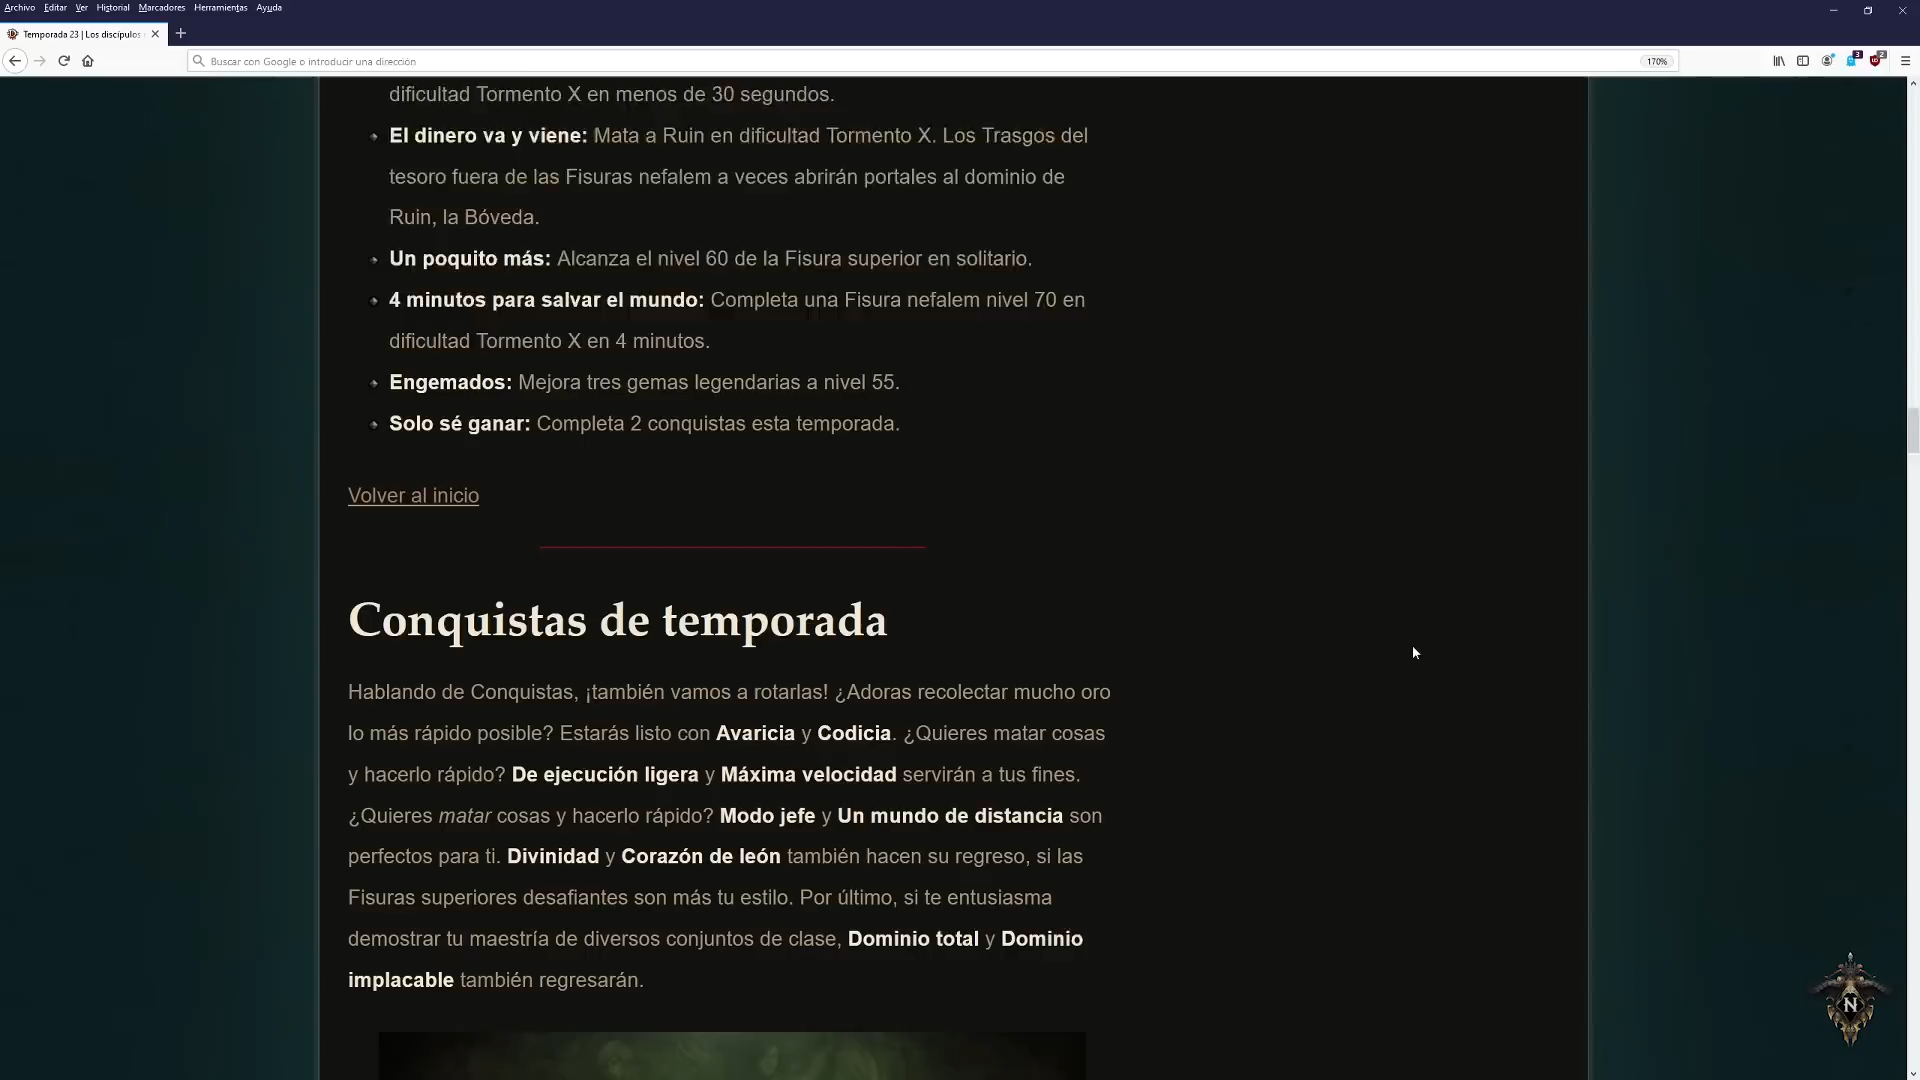 Archivo Editar Ver Historial Marcadores Herramientas Ayuda
Temporada 23 | Los discípulos
Buscar con Google o introducir una dirección
170%
3
2
dificultad Tormento X en menos de 30 segundos.
El dinero va y viene: Mata a Ruin en dificultad Tormento X. Los Trasgos del
tesoro fuera de las Fisuras nefalem a veces abrirán portales al dominio de
Ruin, la Bóveda.
Un poquito más: Alcanza el nivel 60 de la Fisura superior en solitario.
4 minutos para salvar el mundo: Completa una Fisura nefalem nivel 70 en
dificultad Tormento X en 4 minutos.
Engemados: Mejora tres gemas legendarias a nivel 55.
Solo sé ganar: Completa 2 conquistas esta temporada.
Volver al inicio
Conquistas de temporada
Hablando de Conquistas, ¡también vamos a rotarlas! ¿Adoras recolectar mucho oro
lo más rápido posible? Estarás listo con Avaricia y Codicia. ¿Quieres matar cosas
y hacerlo rápido? De ejecución ligera y Máxima velocidad servirán a tus fines.
¿Quieres matar cosas y hacerlo rápido? Modo jefe y Un mundo de distancia son
perfectos para ti. Divinidad y Corazón de león también hacen su regreso, si las
Fisuras superiores desafiantes son más tu estilo. Por último, si te entusiasma
demostrar tu maestría de diversos conjuntos de clase, Dominio total y Dominio
implacable también regresarán.
N